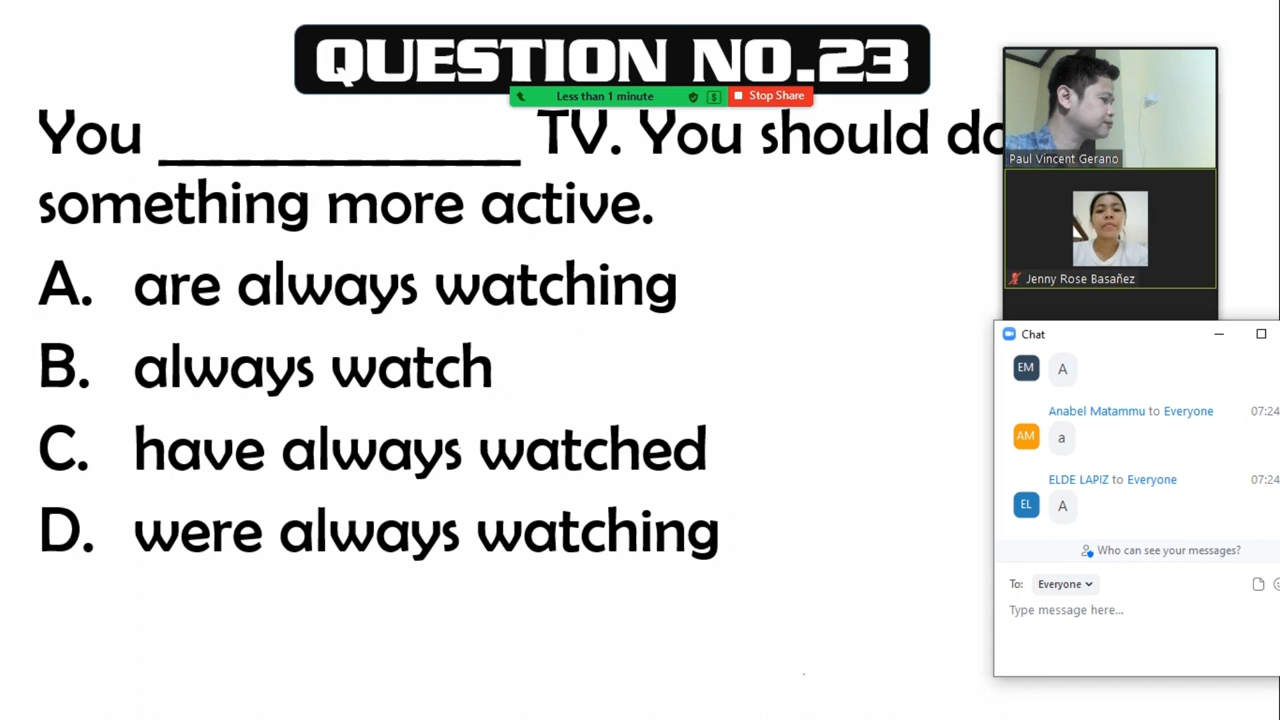 QUESTION NO.23
Less than 1 minute
$
Stop Share
You ______________ TV. You should do
something more active.
A. are always watching
B. always watch
C. have always watched
D. were always watching
Paul Vincent Gerano
Jenny Rose Basañez
Chat
EM A
Anabel Matammu to Everyone 07:24
AM a
ELDE LAPIZ to Everyone 07:24
EL A
Who can see your messages?
To: Everyone
Type message here...